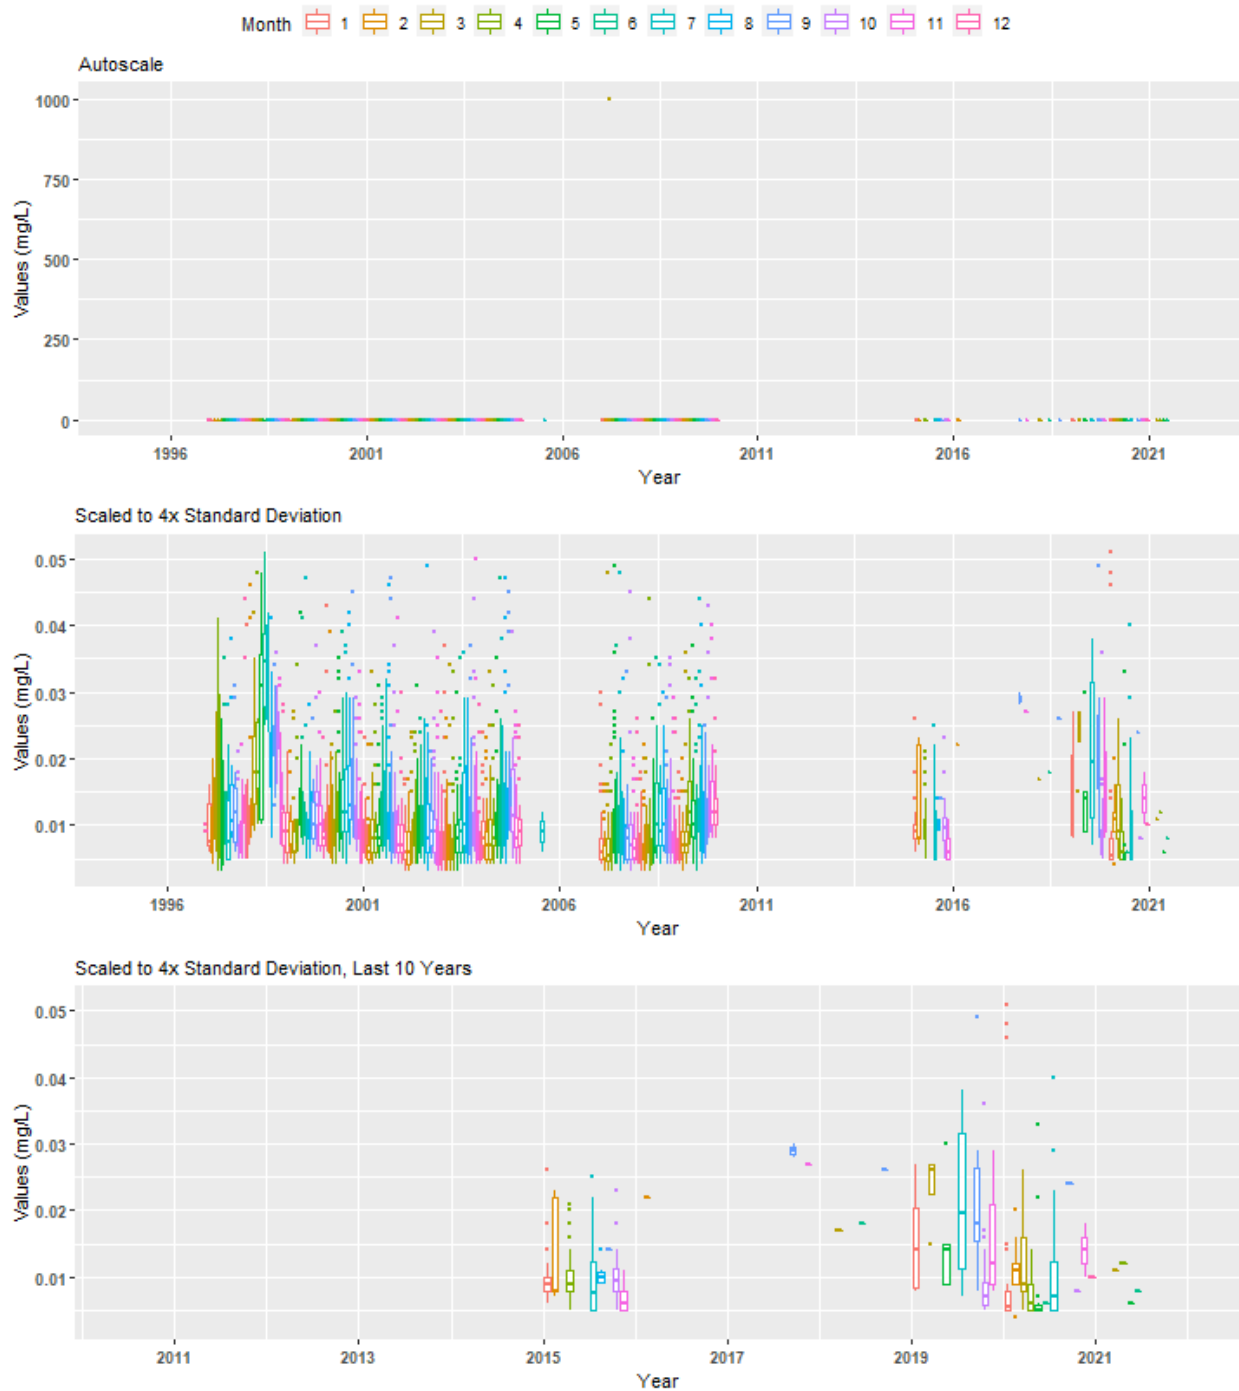 Month 1 2 3 4 5 6 7 8 9 10 11 12
Autoscale
Values (mg/L)
1000
750
500
250
0
1996 2001 2006 2011 2016 2021
Year
Scaled to 4x Standard Deviation
Values (mg/L)
0.05
0.04
0.03
0.02
0.01
1996 2001 2006 2011 2016 2021
Year
Scaled to 4x Standard Deviation, Last 10 Years
Values (mg/L)
0.05
0.04
0.03
0.02
0.01
2011 2013 2015 2017 2019 2021
Year